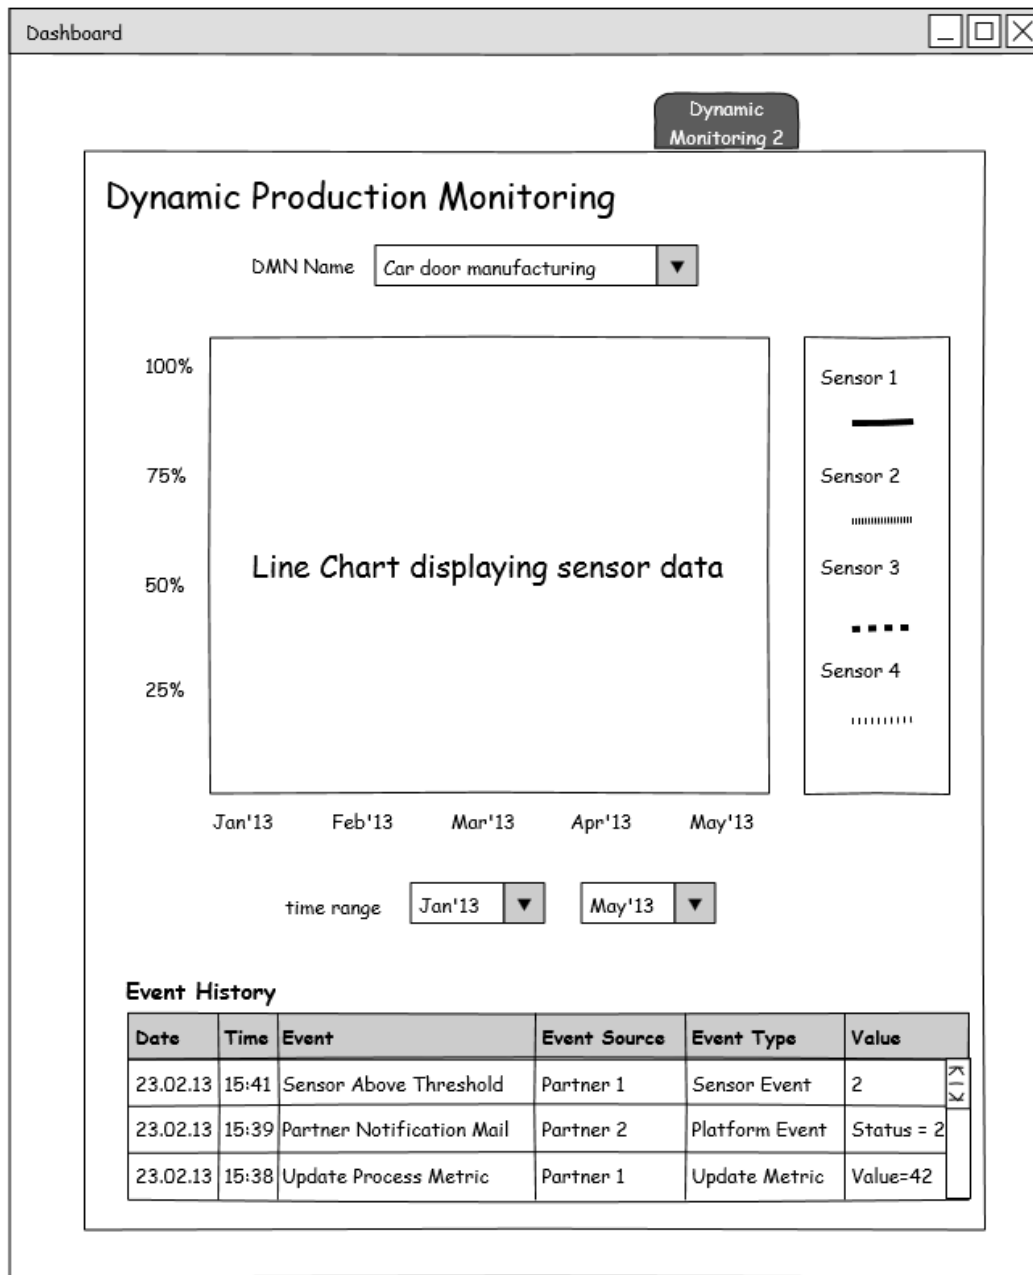 Dashboard
Dynamic
Monitoring 2
Dynamic Production Monitoring
DMN Name Car door manufacturing
100%
Sensor 1
75%
Sensor 2
Line Chart displaying sensor data
Sensor 3
50%
Sensor 4
25%
Jan'13 Feb'13 Mar'13 Apr'13 May'13
time range Jan'13 May'13
Event History
Date Time Event Event Source Event Type Value
23.02.13 15:41 Sensor Above Threshold Partner 1 Sensor Event 2
23.02.13 15:39 Partner Notification Mail Partner 2 Platform Event Status = 2
23.02.13 15:38 Update Process Metric Partner 1 Update Metric Value=42